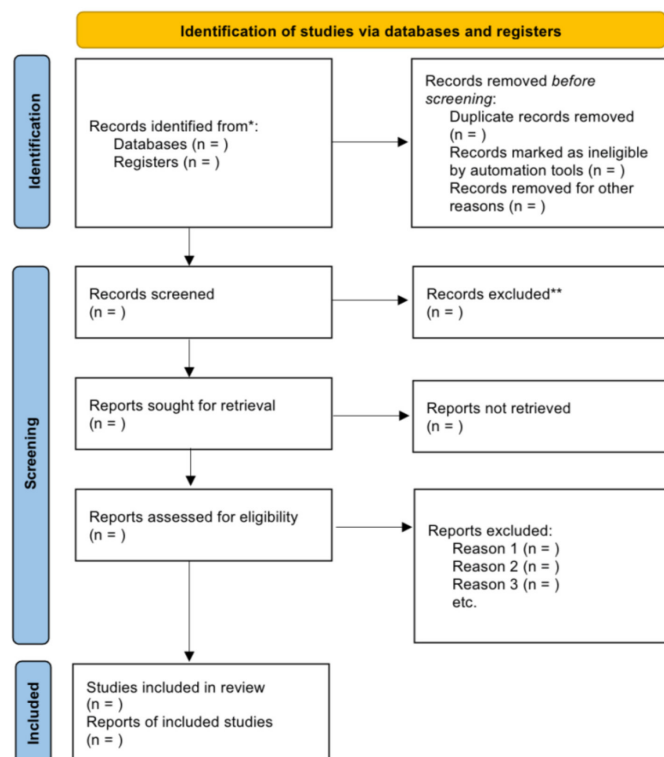 Identification of studies via databases and registers
Identification
Records identified from*:
Databases (n = )
Registers (n = )
Records removed before
screening:
Duplicate records removed
(n = )
Records marked as ineligible
by automation tools (n = )
Records removed for other
reasons (n = )
Screening
Records screened
(n = )
Records excluded**
(n = )
Reports sought for retrieval
(n = )
Reports not retrieved
(n = )
Reports assessed for eligibility
(n = )
Reports excluded:
Reason 1 (n = )
Reason 2 (n = )
Reason 3 (n = )
etc.
Included
Studies included in review
(n = )
Reports of included studies
(n = )